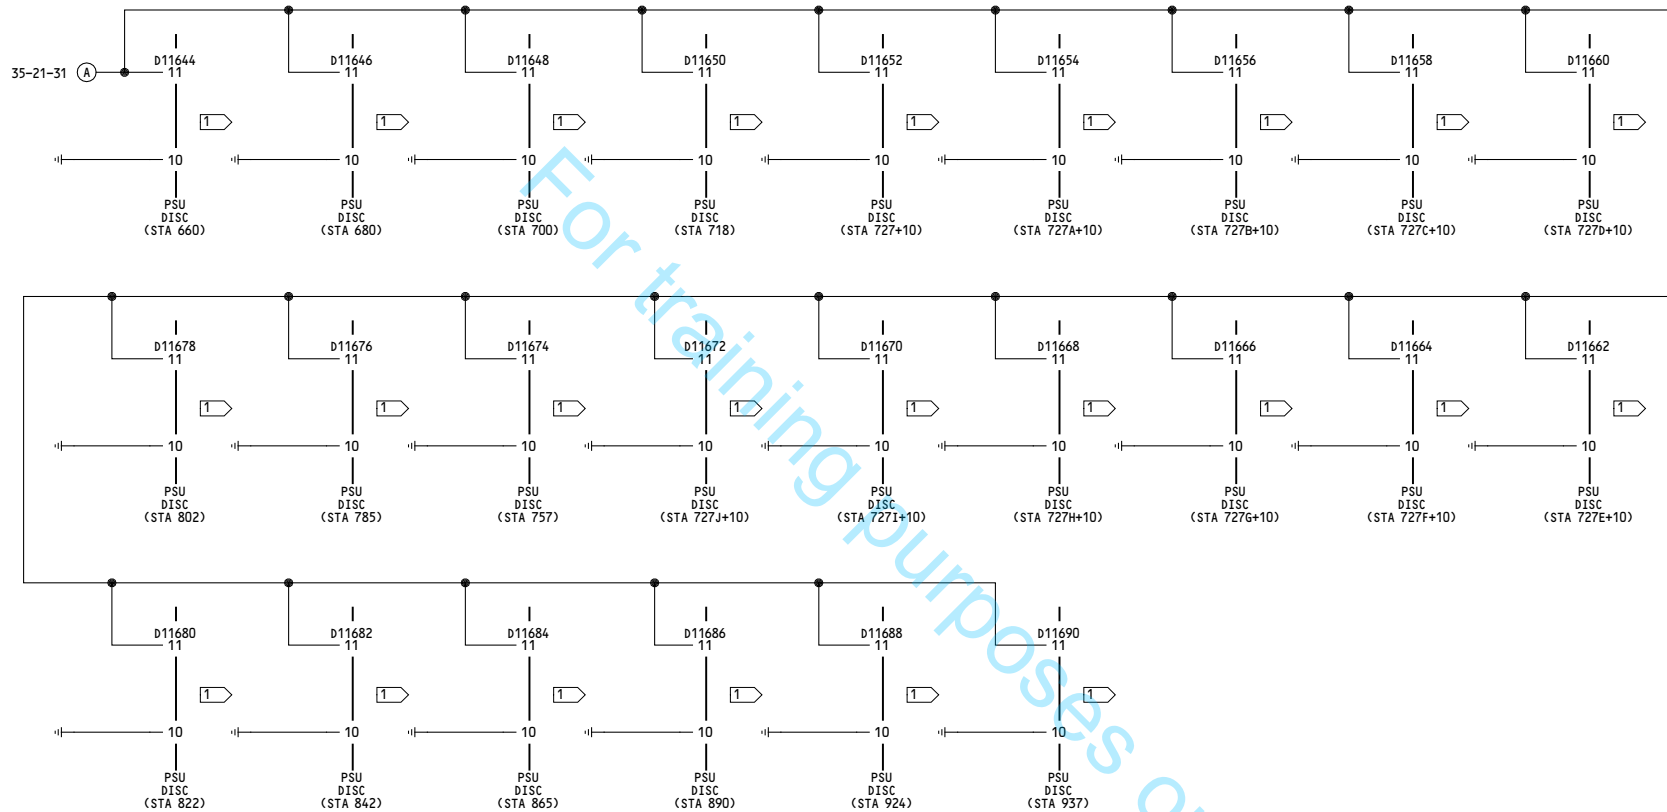 D11644 D11646 D11648 D11650 D11652 D11654 D11656 D11658 D11660
35-21-31 A 11 11 11 11 11 11 11 11 11
1 1 1 1 1 1 1 1 1
10 10 10 10 10 10 10 10 10
PSU PSU PSU PSU PSU PSU PSU PSU PSU
DISC DISC DISC DISC DISC DISC DISC DISC DISC
(STA 660) (STA 680) (STA 700) (STA 718) (STA 727+10) (STA 727A+10) (STA 727B+10) (STA 727C+10) (STA 727D+10)
D11678 D11676 D11674 D11672 D11670 D11668 D11666 D11664 D11662
11 11 11 11 11 11 11 11 11
1 1 1 1 1 1 1 1 1
10 10 10 10 10 10 10 10 10
PSU PSU PSU PSU PSU PSU PSU PSU PSU
DISC DISC DISC DISC DISC DISC DISC DISC DISC
(STA 802) (STA 785) (STA 757) (STA 727J+10) (STA 727I+10) (STA 727H+10) (STA 727G+10) (STA 727F+10) (STA 727E+10)
D11680 D11682 D11684 D11686 D11688 D11690
11 11 11 11 11 11
1 1 1 1 1 1
10 10 10 10 10 10
PSU PSU PSU PSU PSU PSU
DISC DISC DISC DISC DISC DISC
(STA 822) (STA 842) (STA 865) (STA 890) (STA 924) (STA 937)
For training purposes